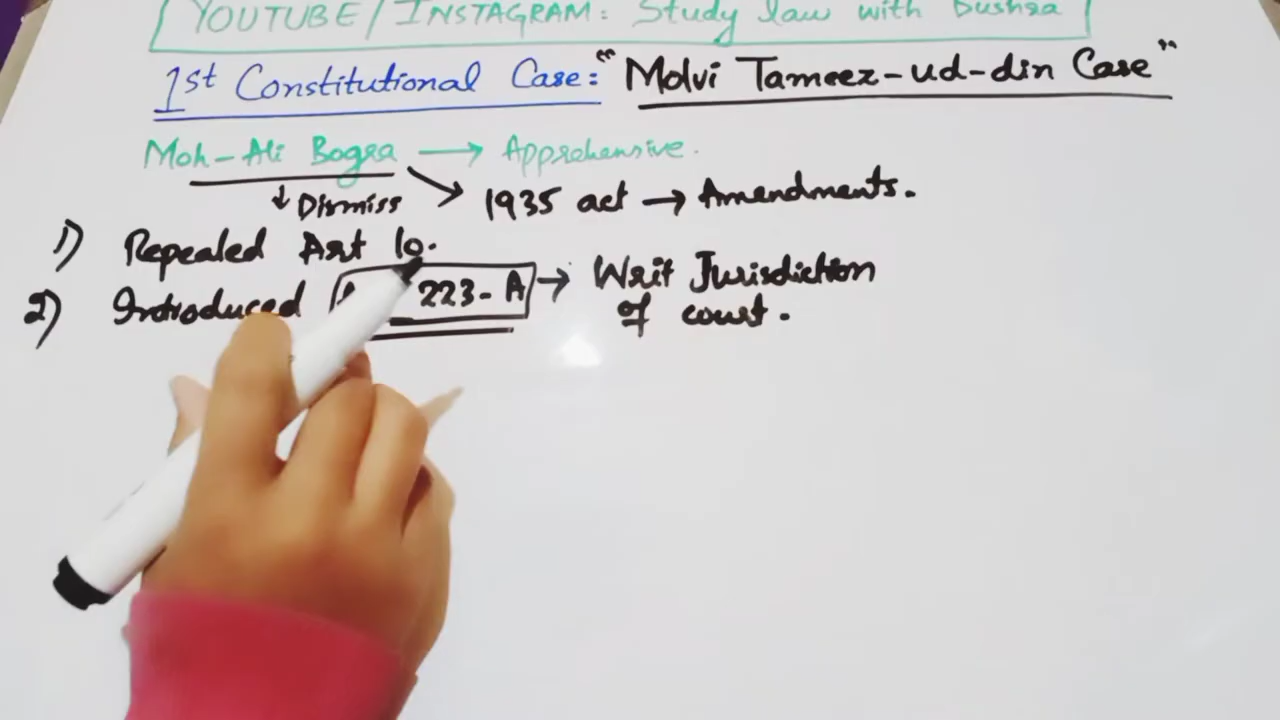 YOUTUBE/INSTAGRAM: Study law with Bushra
1st Constitutional Case: "Molvi Tameez-ud-din Case"
Moh-Ali Bogra → Apprehensive.
↓ Dismiss → 1935 act → Amendments.
1) Repealed Art 10.
2) Introduced 223-A → Writ Jurisdiction
of court.